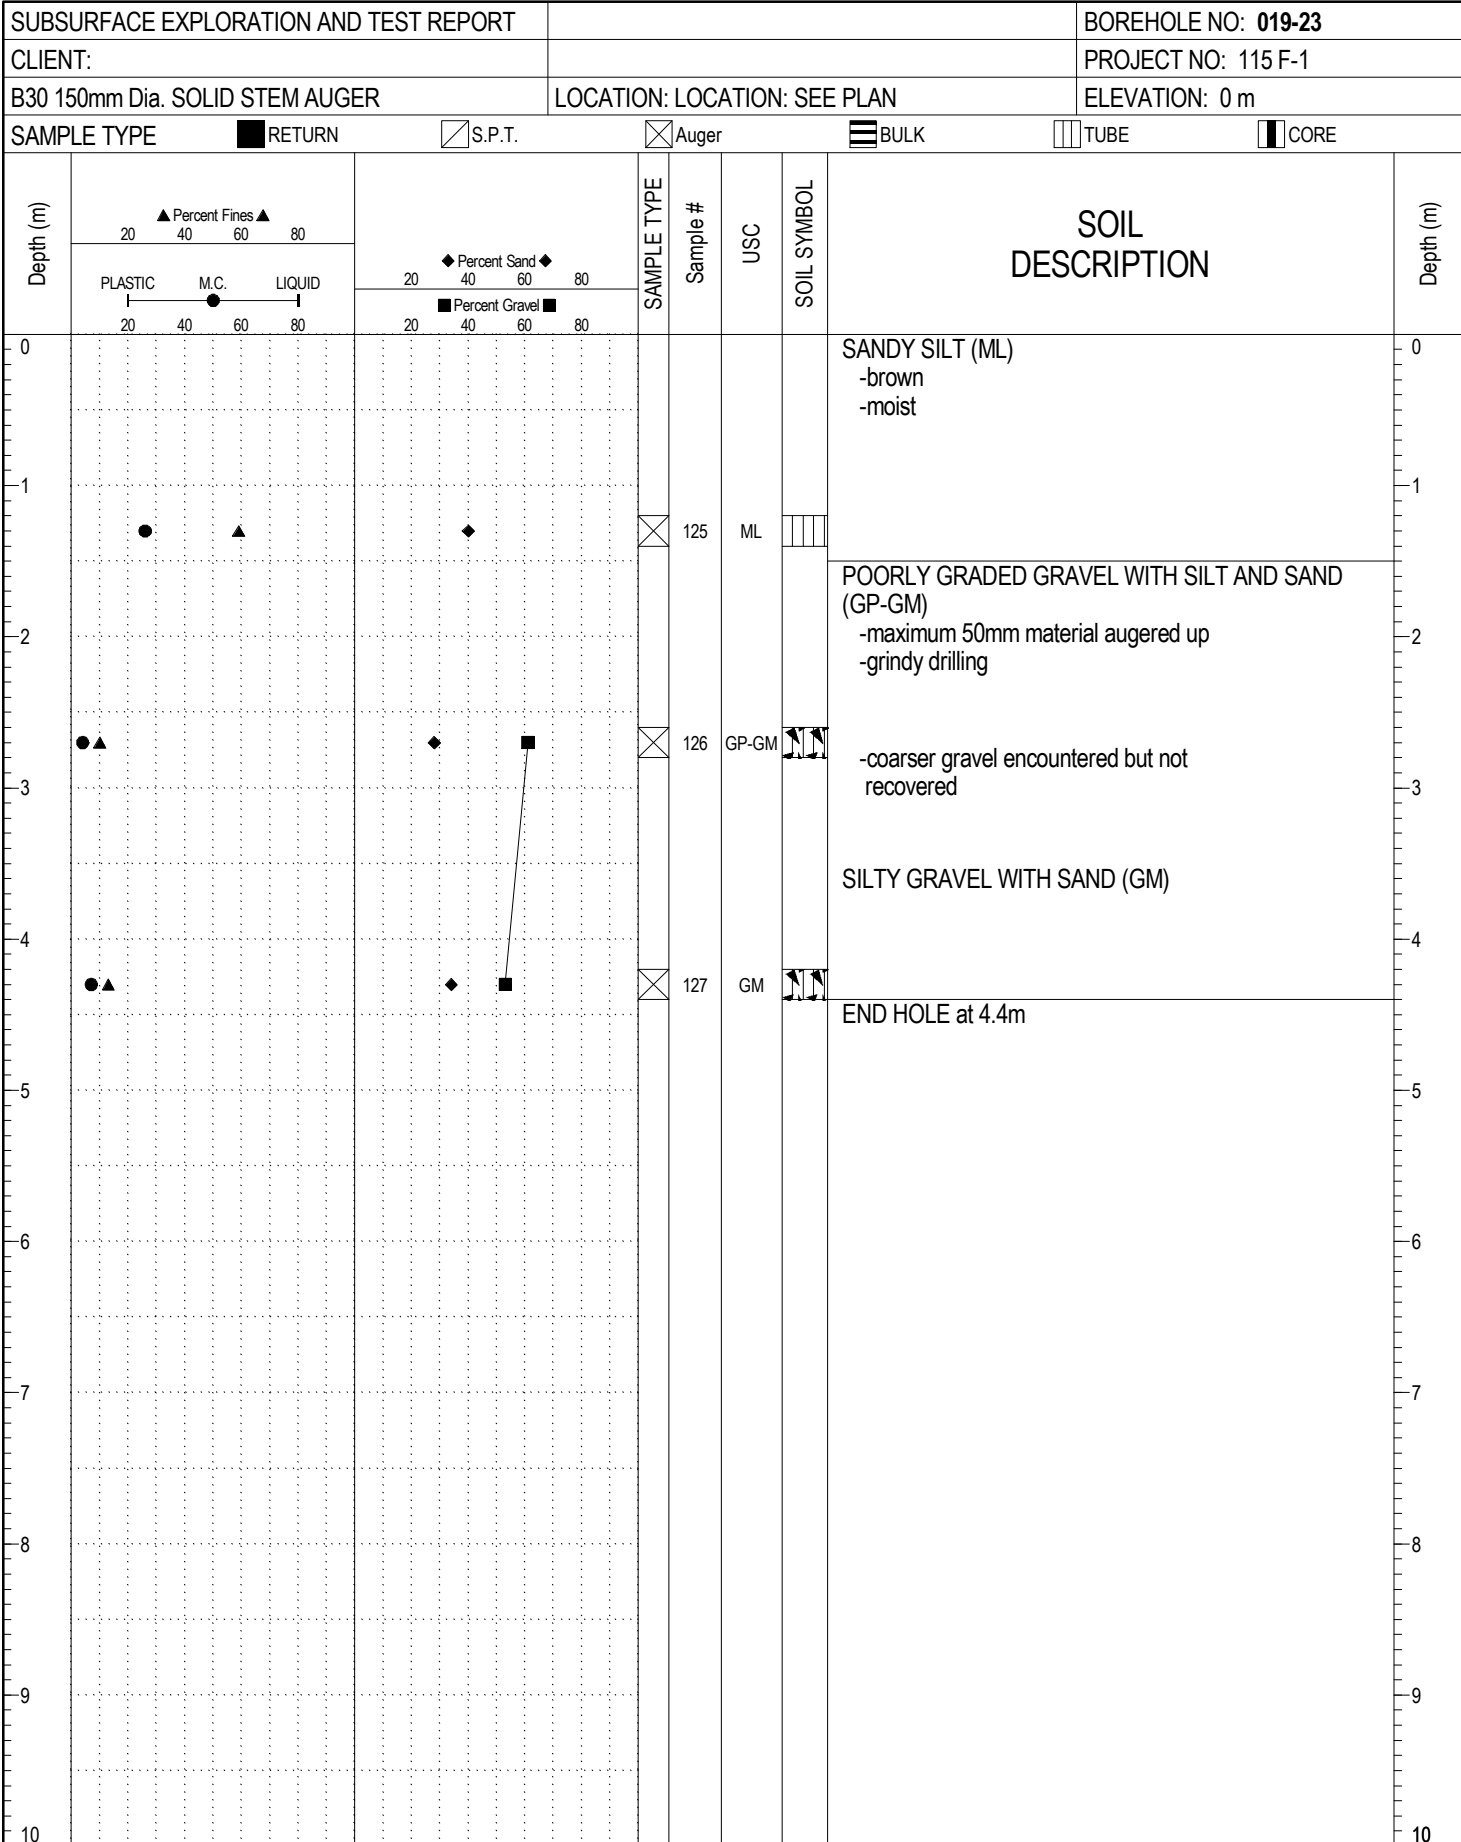 SUBSURFACE EXPLORATION AND TEST REPORT
BOREHOLE NO: 019-23
CLIENT:
PROJECT NO: 115 F-1
B30 150mm Dia. SOLID STEM AUGER
LOCATION: LOCATION: SEE PLAN
ELEVATION: 0 m
SAMPLE TYPE
RETURN
S.P.T.
Auger
BULK
TUBE
CORE
Depth (m)
Percent Fines
20 40 60 80
PLASTIC M.C. LIQUID
20 40 60 80
Percent Sand
20 40 60 80
Percent Gravel
20 40 60 80
SAMPLE TYPE
Sample #
USC
SOIL SYMBOL
SOIL
DESCRIPTION
Depth (m)
0
SANDY SILT (ML)
0
-brown
-moist
1
1
125 ML
POORLY GRADED GRAVEL WITH SILT AND SAND
(GP-GM)
2
-maximum 50mm material augered up
2
-grindy drilling
126 GP-GM
-coarser gravel encountered but not
recovered
3
3
SILTY GRAVEL WITH SAND (GM)
4
4
127 GM
END HOLE at 4.4m
5
5
6
6
7
7
8
8
9
9
10
10